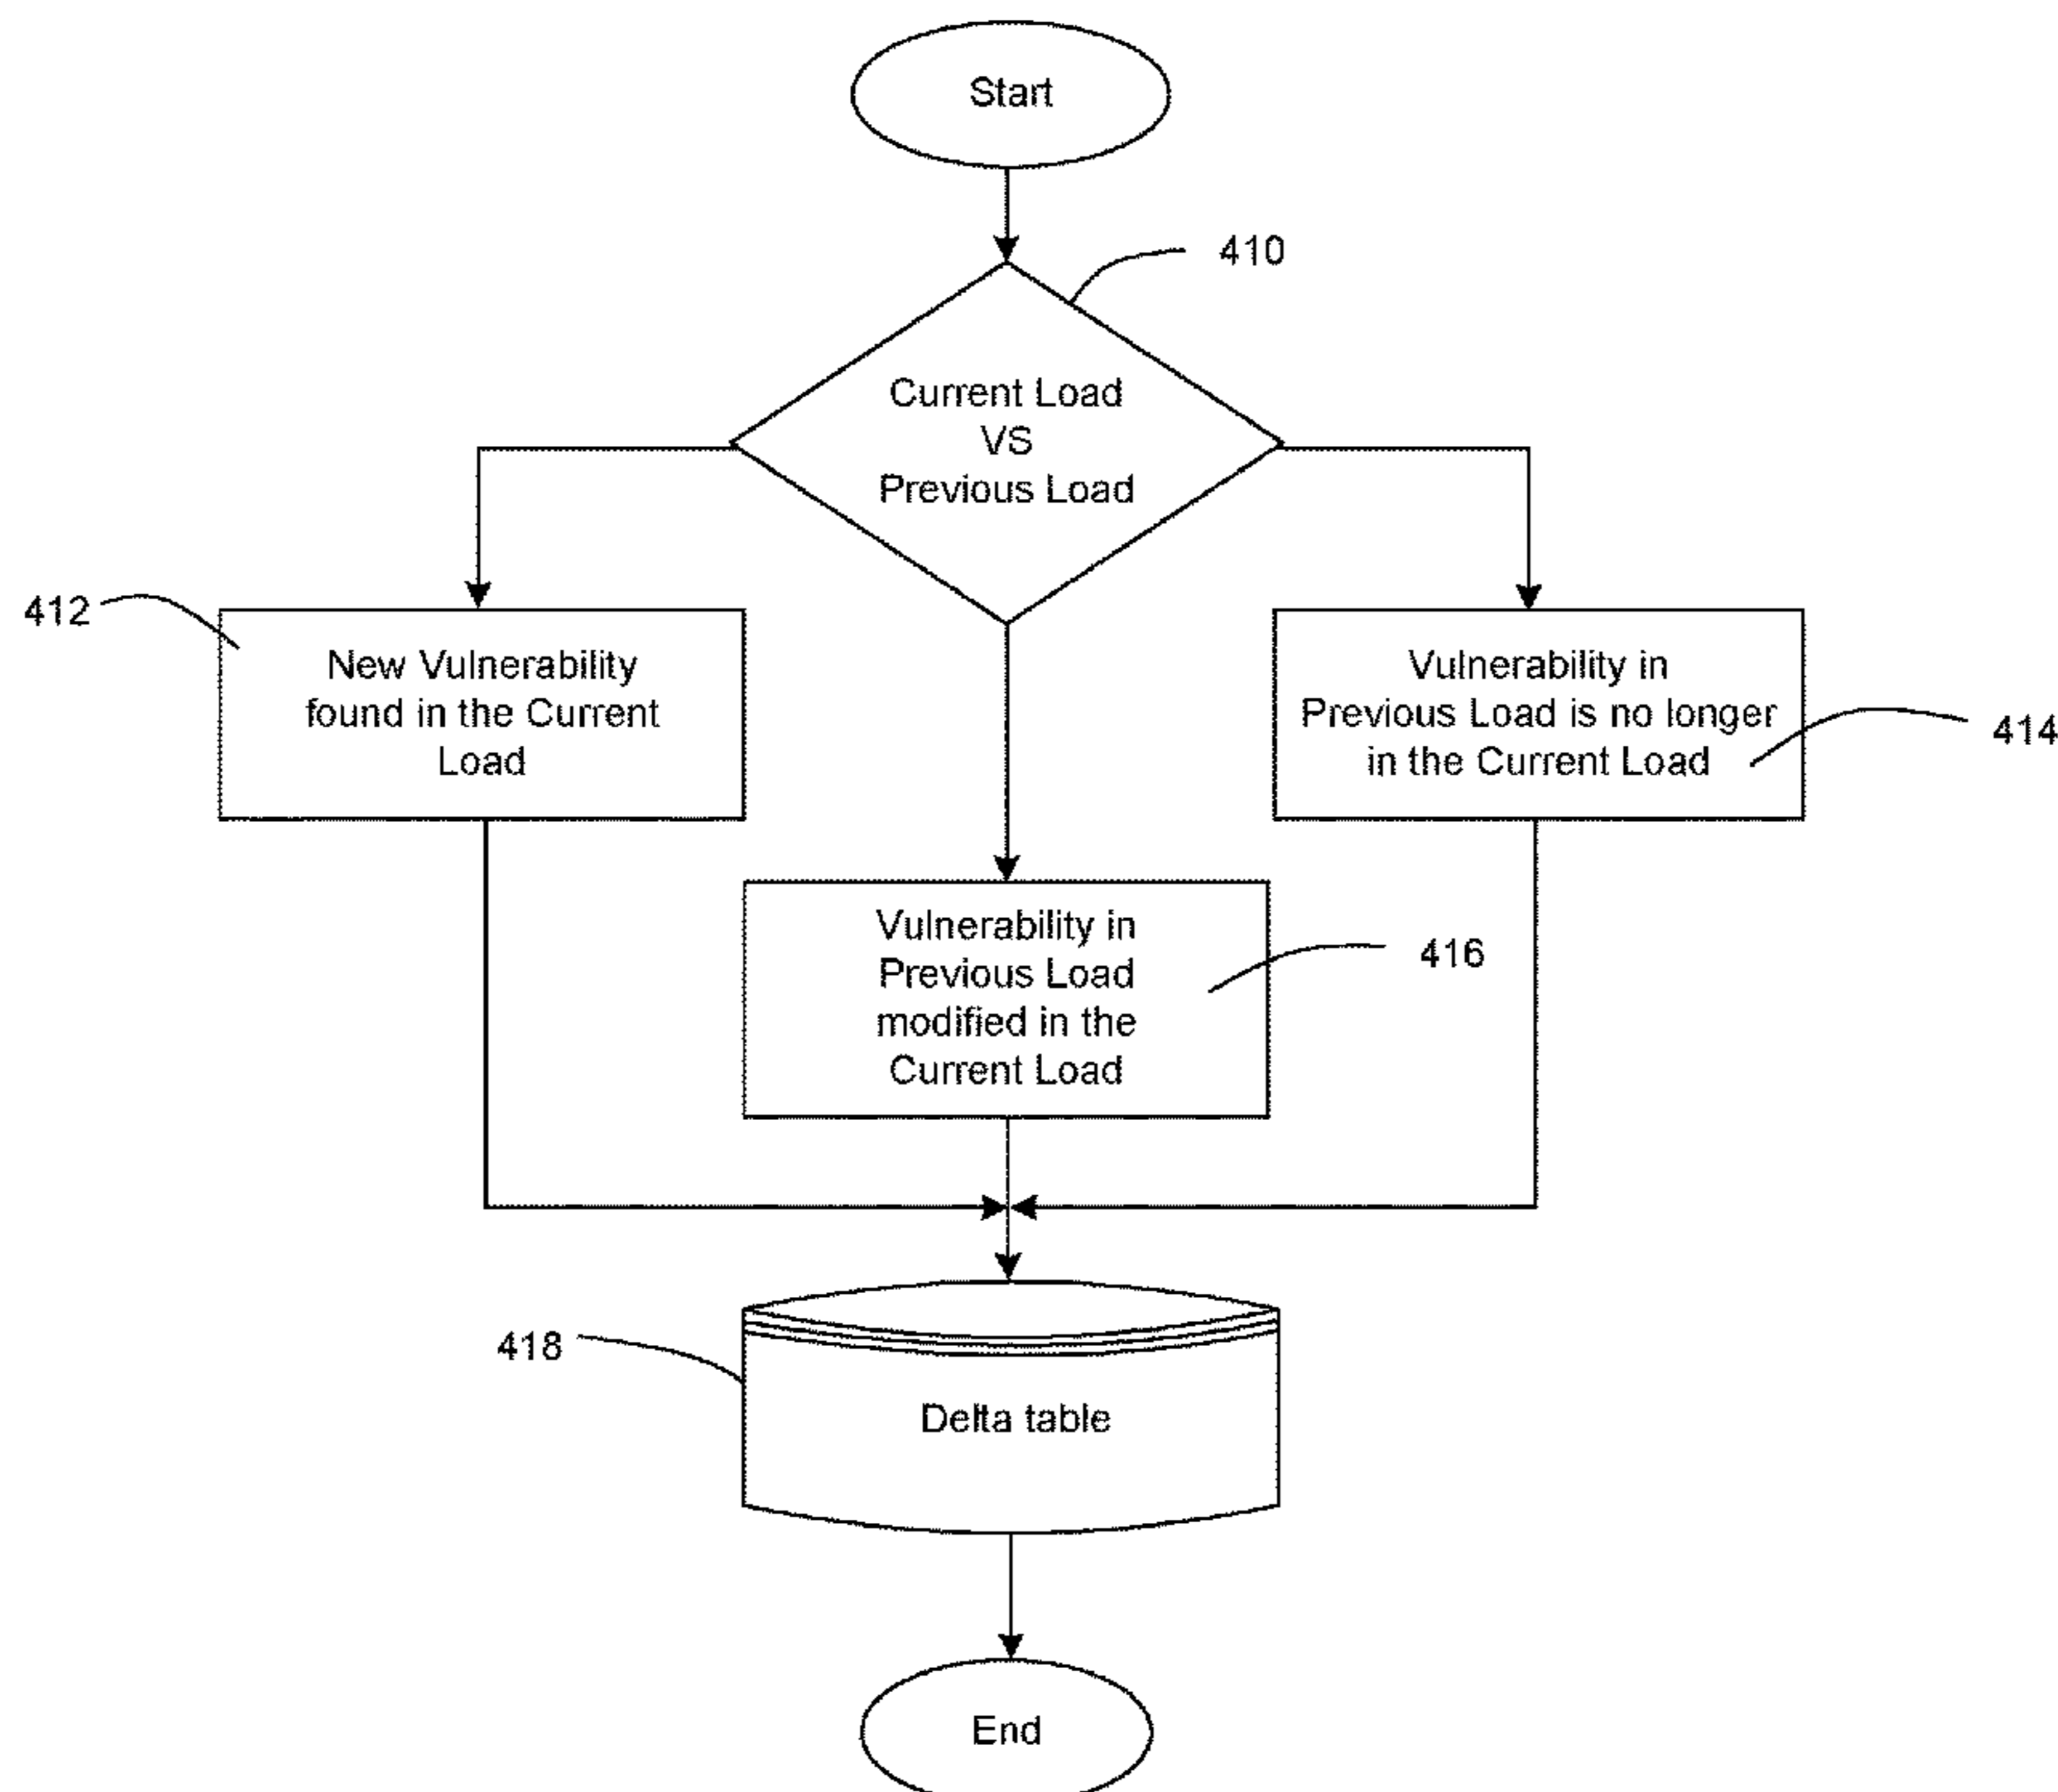 Start
410
Current Load
VS
Previous Load
412
New Vulnerability
found in the Current
Load
Vulnerability in
Previous Load is no longer
in the Current Load
414
Vulnerability in
Previous Load
modified in the
Current Load
416
418
Delta table
End